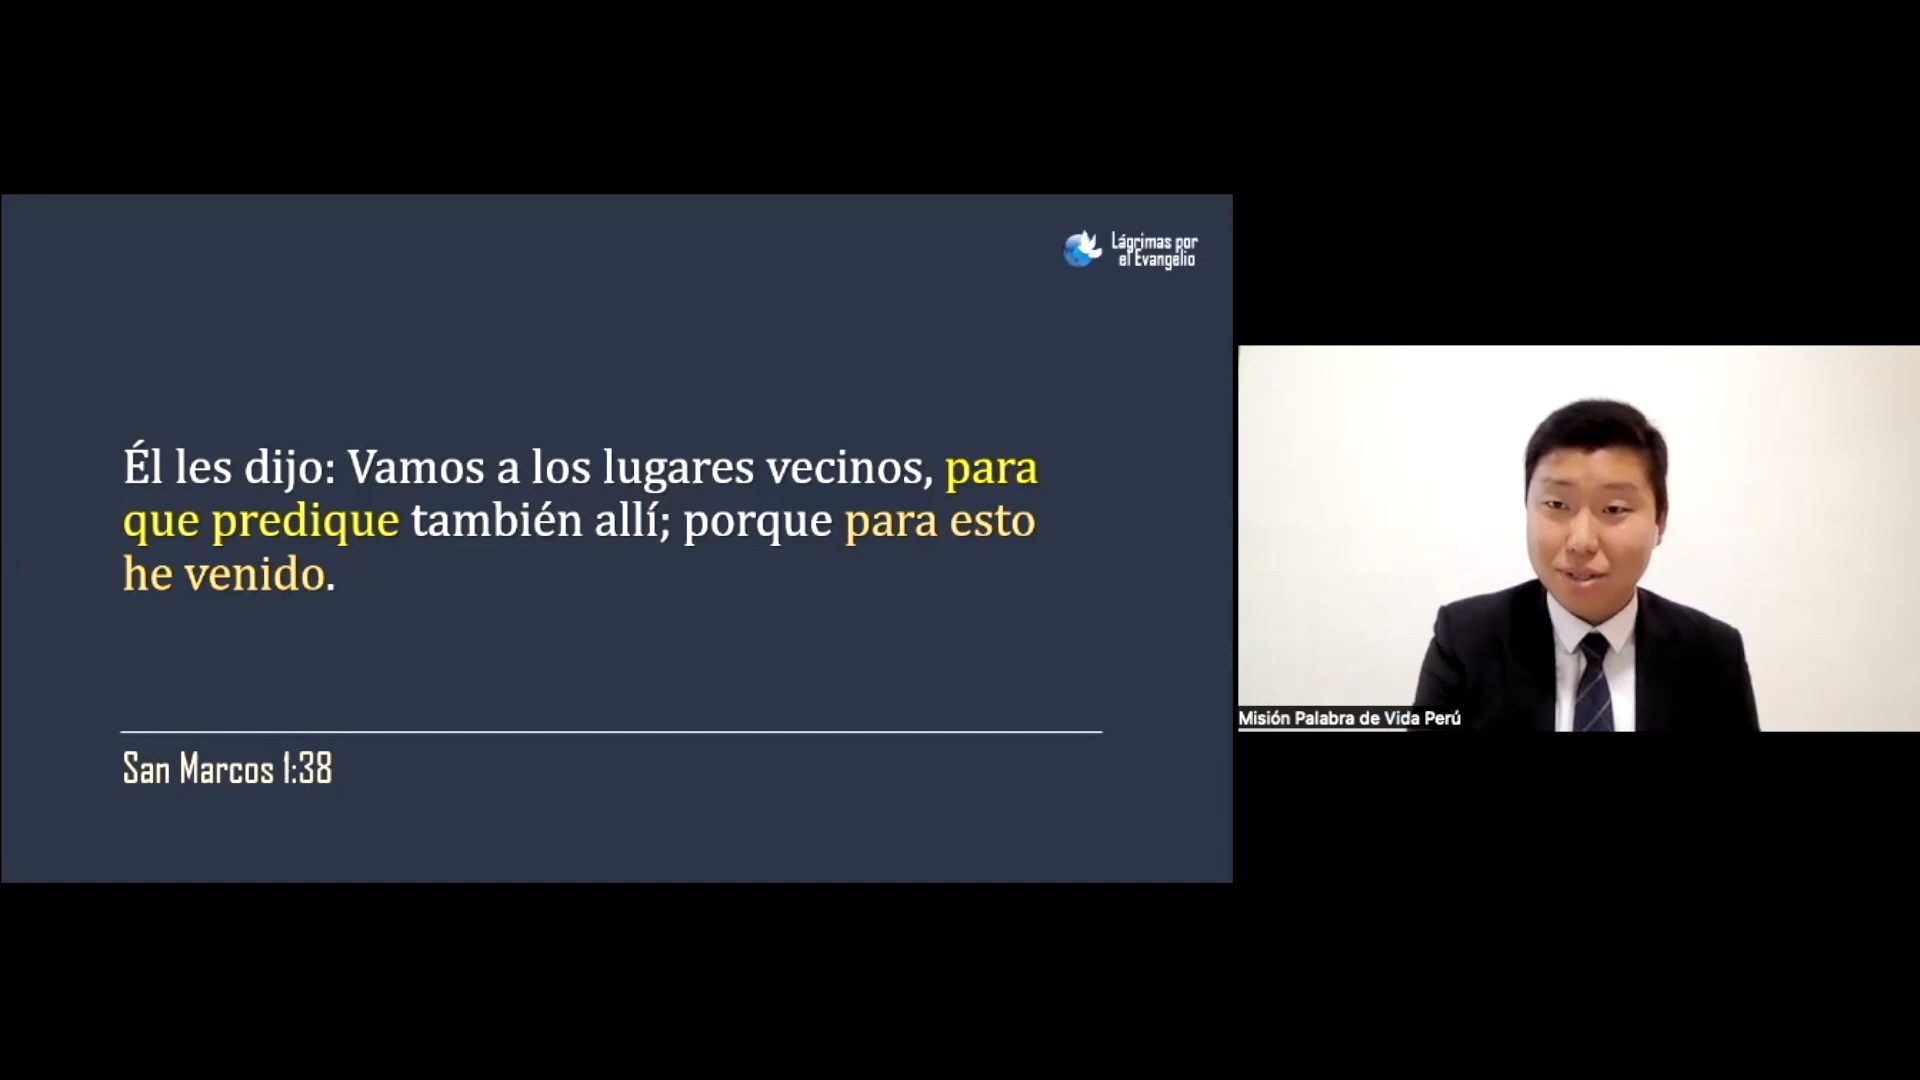 Lágrimas por
el Evangelio
Él les dijo: Vamos a los lugares vecinos, para
que predique también allí; porque para esto
he venido.
San Marcos 1:38
Misión Palabra de Vida Perú